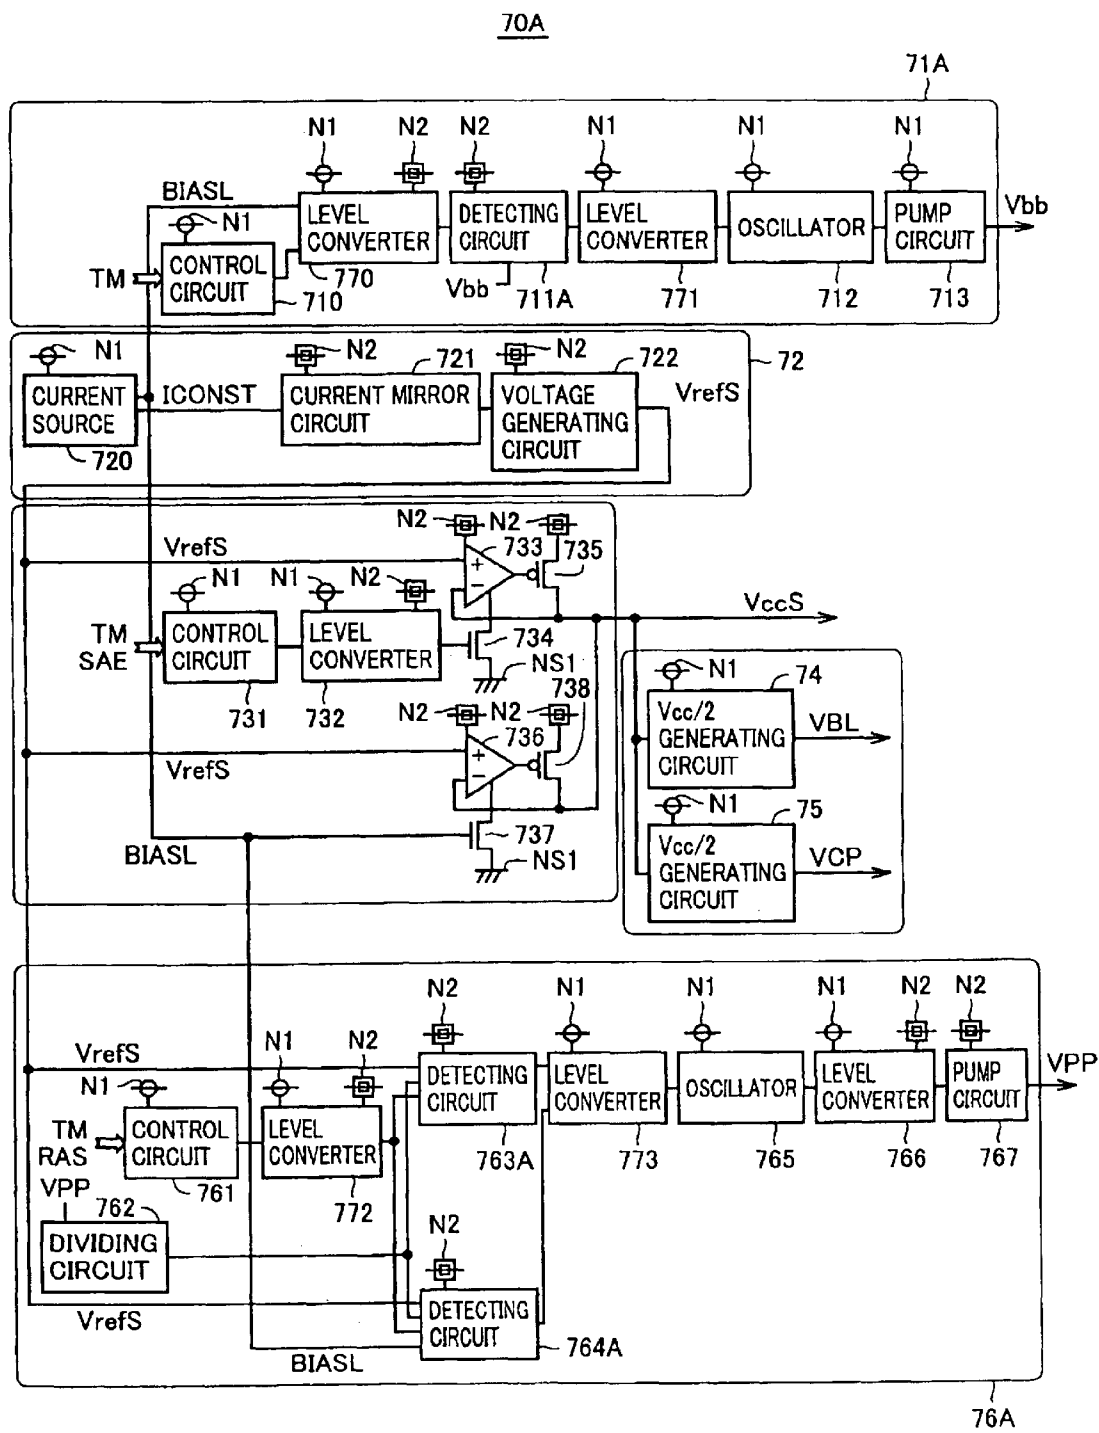 70A
71A
N1
N2
N2
N1
N1
N1
BIASL
N1
LEVEL
CONVERTER
DETECTING
CIRCUIT
LEVEL
CONVERTER
OSCILLATOR
PUMP
CIRCUIT
Vbb
TM
CONTROL
CIRCUIT
770
710
Vbb
711A
771
712
713
N1
N2
721
N2
722
72
CURRENT
SOURCE
ICONST
CURRENT MIRROR
CIRCUIT
VOLTAGE
GENERATING
CIRCUIT
VrefS
720
N2
N2
733
735
VrefS
N1
N1
N2
TM
SAE
CONTROL
CIRCUIT
LEVEL
CONVERTER
734
VccS
NS1
731
732
738
N1
74
N2
N2
736
Vcc/2
GENERATING
CIRCUIT
VBL
VrefS
N1
75
737
BIASL
NS1
Vcc/2
GENERATING
CIRCUIT
VCP
N2
N1
N1
N1
N2
N2
VrefS
N1
N2
N1
DETECTING
CIRCUIT
LEVEL
CONVERTER
OSCILLATOR
LEVEL
CONVERTER
PUMP
CIRCUIT
VPP
TM
RAS
CONTROL
CIRCUIT
LEVEL
CONVERTER
763A
773
765
766
767
VPP
762
761
772
DIVIDING
CIRCUIT
N2
VrefS
DETECTING
CIRCUIT
764A
BIASL
76A